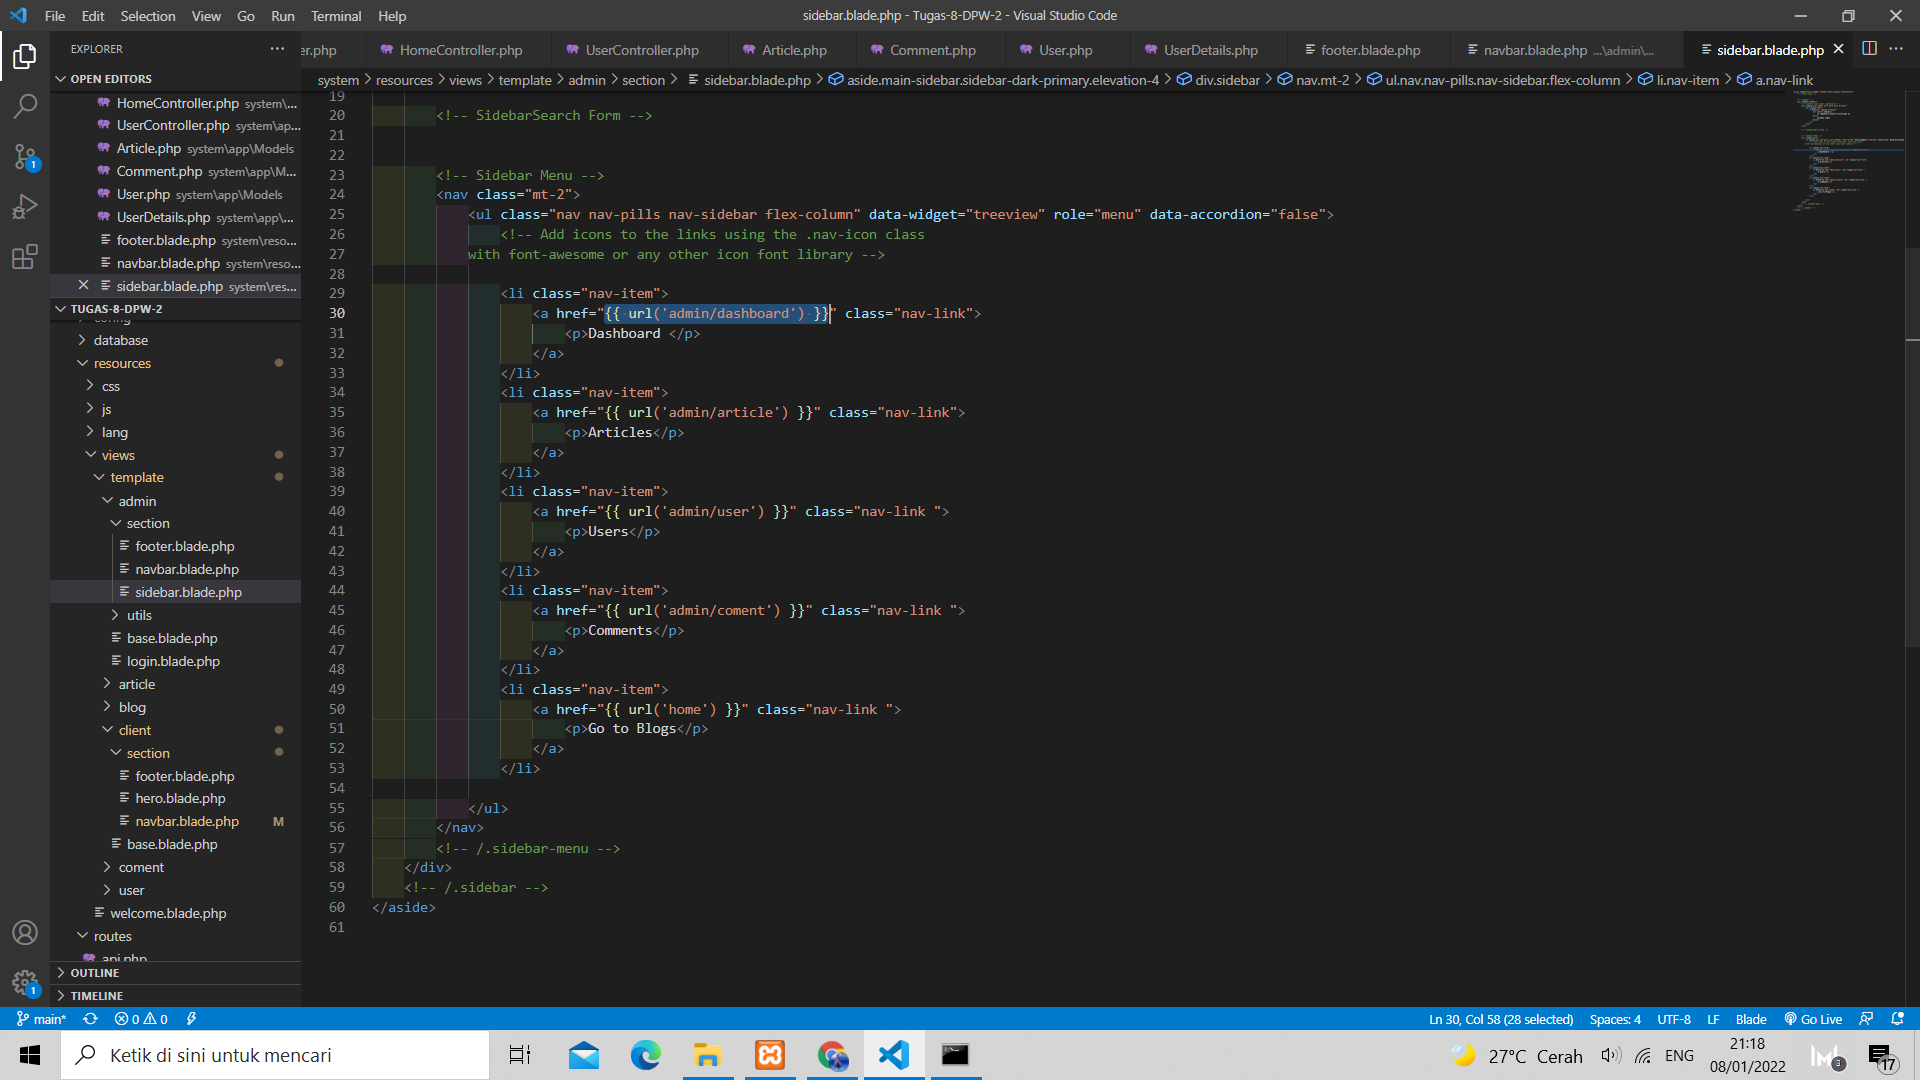 File Edit Selection View Go Run Terminal Help
sidebar.blade.php - Tugas-8-DPW-2 - Visual Studio Code
EXPLORER
er.php HomeController.php UserController.php Article.php Comment.php User.php UserDetails.php footer.blade.php navbar.blade.php ...\admin\... sidebar.blade.php
system > resources > views > template > admin > section > sidebar.blade.php > aside.main-sidebar.sidebar-dark-primary.elevation-4 > div.sidebar > nav.mt-2 > ul.nav.nav-pills.nav-sidebar.flex-column > li.nav-item > a.nav-link
OPEN EDITORS
HomeController.php system\...
UserController.php system\ap...
Article.php system\app\Models
Comment.php system\app\M...
User.php system\app\Models
UserDetails.php system\app\...
footer.blade.php system\reso...
navbar.blade.php system\reso...
sidebar.blade.php system\res...
TUGAS-8-DPW-2
config
database
resources
css
js
lang
views
template
admin
section
footer.blade.php
navbar.blade.php
sidebar.blade.php
utils
base.blade.php
login.blade.php
article
blog
client
section
footer.blade.php
hero.blade.php
navbar.blade.php M
base.blade.php
coment
user
welcome.blade.php
routes
api.php
OUTLINE
TIMELINE
19
20 <!-- SidebarSearch Form -->
21
22
23 <!-- Sidebar Menu -->
24 <nav class="mt-2">
25 <ul class="nav nav-pills nav-sidebar flex-column" data-widget="treeview" role="menu" data-accordion="false">
26 <!-- Add icons to the links using the .nav-icon class
27 with font-awesome or any other icon font library -->
28
29 <li class="nav-item">
30 <a href="{{ url('admin/dashboard') }}" class="nav-link">
31 <p>Dashboard </p>
32 </a>
33 </li>
34 <li class="nav-item">
35 <a href="{{ url('admin/article') }}" class="nav-link">
36 <p>Articles</p>
37 </a>
38 </li>
39 <li class="nav-item">
40 <a href="{{ url('admin/user') }}" class="nav-link ">
41 <p>Users</p>
42 </a>
43 </li>
44 <li class="nav-item">
45 <a href="{{ url('admin/coment') }}" class="nav-link ">
46 <p>Comments</p>
47 </a>
48 </li>
49 <li class="nav-item">
50 <a href="{{ url('home') }}" class="nav-link ">
51 <p>Go to Blogs</p>
52 </a>
53 </li>
54
55 </ul>
56 </nav>
57 <!-- /.sidebar-menu -->
58 </div>
59 <!-- /.sidebar -->
60 </aside>
61
1
1
main* 0 0 Ln 30, Col 58 (28 selected) Spaces: 4 UTF-8 LF Blade Go Live
Ketik di sini untuk mencari
27°C Cerah ENG
21:18
08/01/2022
3
17